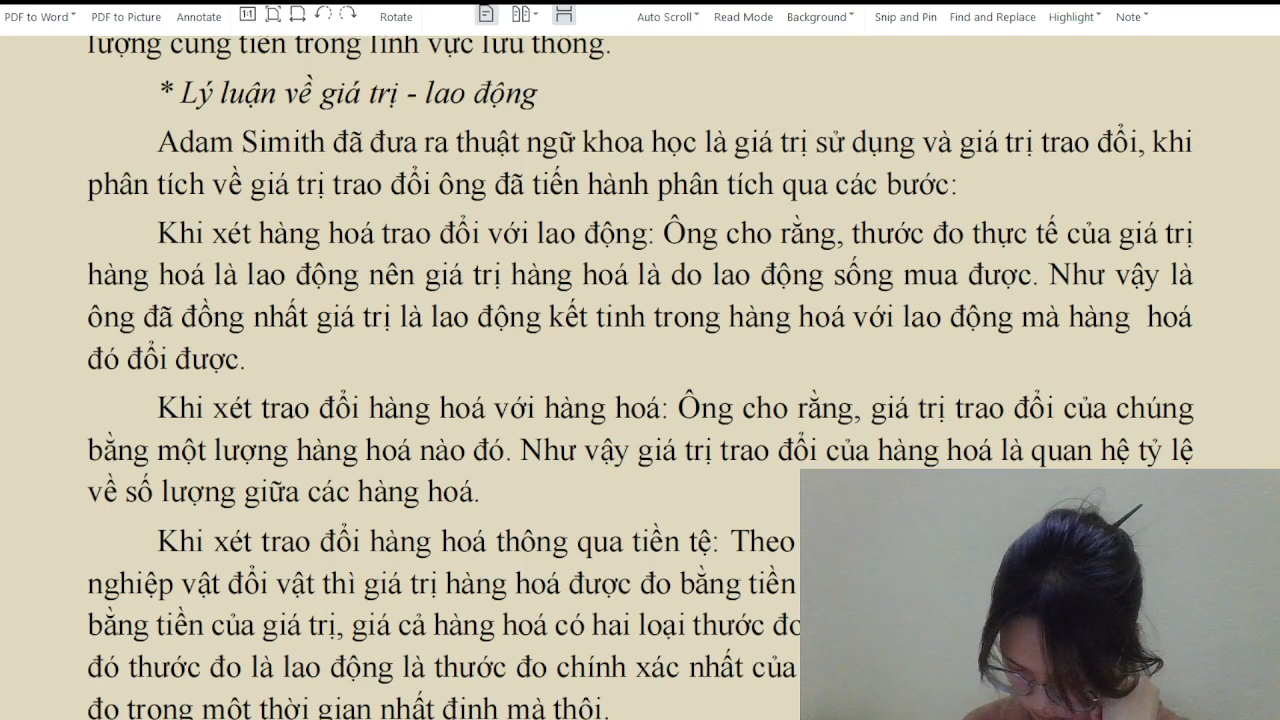 PDF to Word PDF to Picture Annotate Rotate Auto Scroll Read Mode Background Snip and Pin Find and Replace Highlight Note
lượng cung tiền trong lĩnh vực lưu thông.
* Lý luận về giá trị - lao động
Adam Simith đã đưa ra thuật ngữ khoa học là giá trị sử dụng và giá trị trao đổi, khi
phân tích về giá trị trao đổi ông đã tiến hành phân tích qua các bước:
Khi xét hàng hoá trao đổi với lao động: Ông cho rằng, thước đo thực tế của giá trị
hàng hoá là lao động nên giá trị hàng hoá là do lao động sống mua được. Như vậy là
ông đã đồng nhất giá trị là lao động kết tinh trong hàng hoá với lao động mà hàng hoá
đó đổi được.
Khi xét trao đổi hàng hoá với hàng hoá: Ông cho rằng, giá trị trao đổi của chúng
bằng một lượng hàng hoá nào đó. Như vậy giá trị trao đổi của hàng hoá là quan hệ tỷ lệ
về số lượng giữa các hàng hoá.
Khi xét trao đổi hàng hoá thông qua tiền tệ: Theo
nghiệp vật đổi vật thì giá trị hàng hoá được đo bằng tiền
bằng tiền của giá trị, giá cả hàng hoá có hai loại thước đo
đó thước đo là lao động là thước đo chính xác nhất của
đo trong một thời gian nhất định mà thôi.